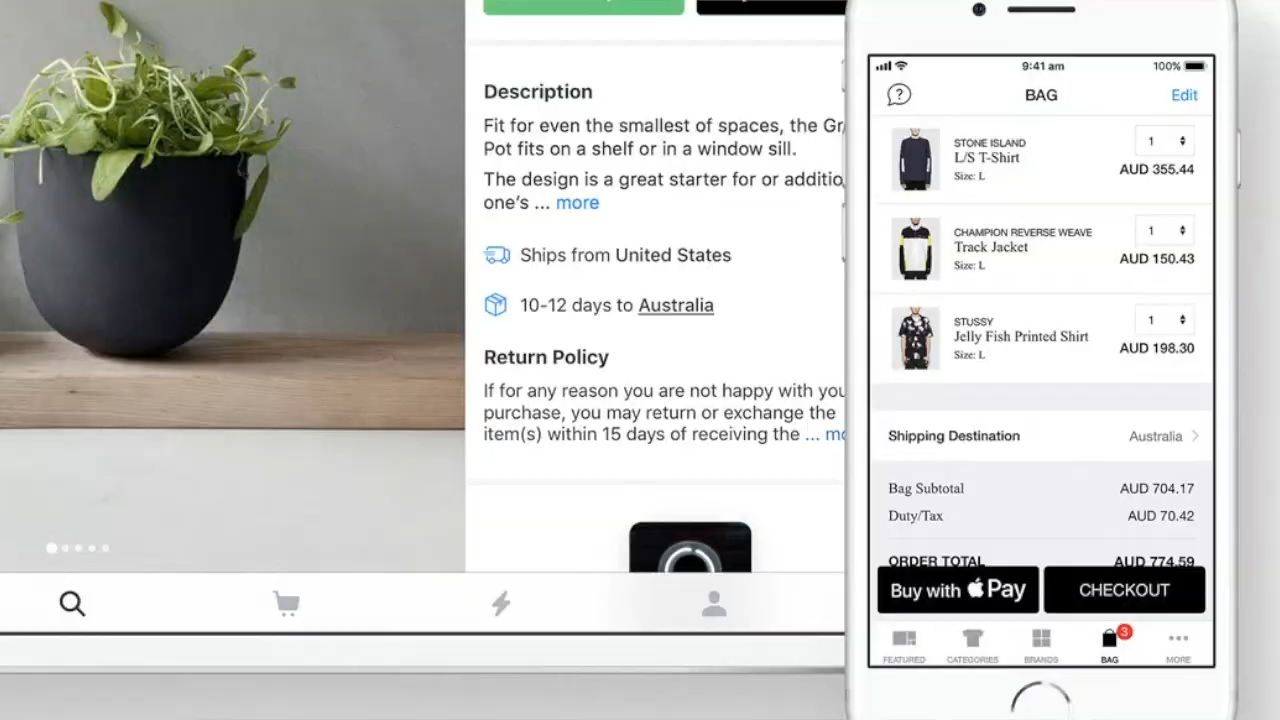 Description
Fit for even the smallest of spaces, the Gr
Pot fits on a shelf or in a window sill.
The design is a great starter for or additio
one's ... more
Ships from United States
10-12 days to Australia
Return Policy
If for any reason you are not happy with you
purchase, you may return or exchange the
item(s) within 15 days of receiving the ... mo
9:41 am
100%
?
BAG
Edit
STONE ISLAND
L/S T-Shirt
Size: L
1
AUD 355.44
CHAMPION REVERSE WEAVE
Track Jacket
Size: L
1
AUD 150.43
STUSSY
Jelly Fish Printed Shirt
Size: L
1
AUD 198.30
Shipping Destination
Australia
Bag Subtotal
AUD 704.17
Duty/Tax
AUD 70.42
ORDER TOTAL
AUD 774.59
Buy with Pay
CHECKOUT
3
FEATURED
CATEGORIES
BRANDS
BAG
MORE